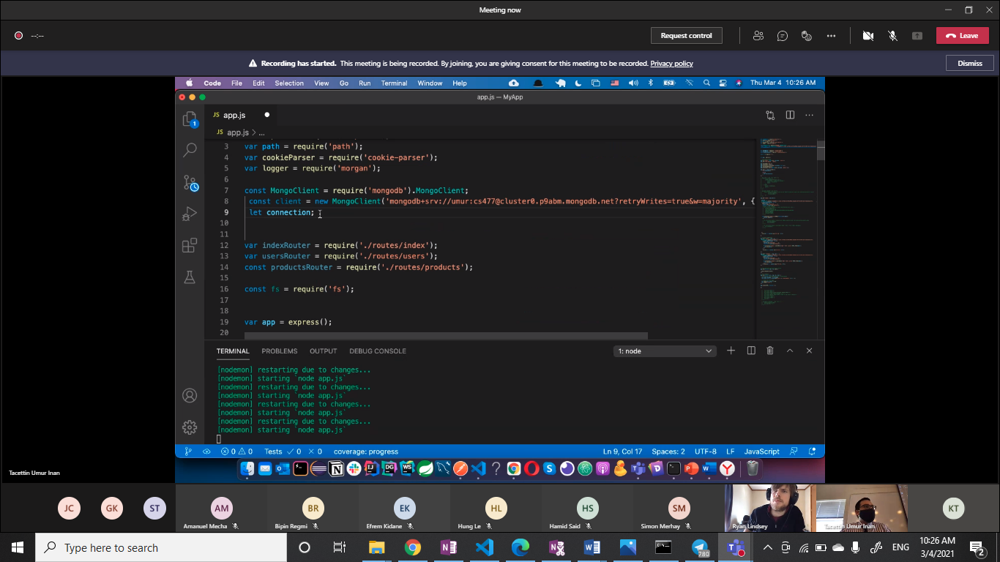 Meeting now
--:--
Request control
Leave
Recording has started. This meeting is being recorded. By joining, you are giving consent for this meeting to be recorded. Privacy policy
Dismiss
Code File Edit Selection View Go Run Terminal Window Help
Thu Mar 4 10:26 AM
app.js — MyApp
JS app.js
JS app.js > ...
3 var path = require('path');
4 var cookieParser = require('cookie-parser');
5 var logger = require('morgan');
6
7 const MongoClient = require('mongodb').MongoClient;
8 const client = new MongoClient('mongodb+srv://umur:cs477@cluster0.p9abm.mongodb.net?retryWrites=true&w=majority', {
9 let connection;
10
11
12 var indexRouter = require('./routes/index');
13 var usersRouter = require('./routes/users');
14 const productsRouter = require('./routes/products');
15
16 const fs = require('fs');
17
18
19 var app = express();
20
TERMINAL PROBLEMS OUTPUT DEBUG CONSOLE
1: node
[nodemon] restarting due to changes...
[nodemon] starting `node app.js`
[nodemon] restarting due to changes...
[nodemon] starting `node app.js`
[nodemon] restarting due to changes...
[nodemon] starting `node app.js`
[nodemon] restarting due to changes...
[nodemon] starting `node app.js`
0 0 Tests 0 0 coverage: progress
Ln 9, Col 17 Spaces: 2 UTF-8 LF JavaScript
Tacettin Umur Inan
JC GK ST AM BR EK HL HS SM KT
Amanuel Mecha Bipin Regmi Efrem Kidane Hung Le Hamid Said Simon Merhay Ryan Lindsey Tacettin Umur Inan
Type here to search
780
ENG
10:26 AM
3/4/2021
2